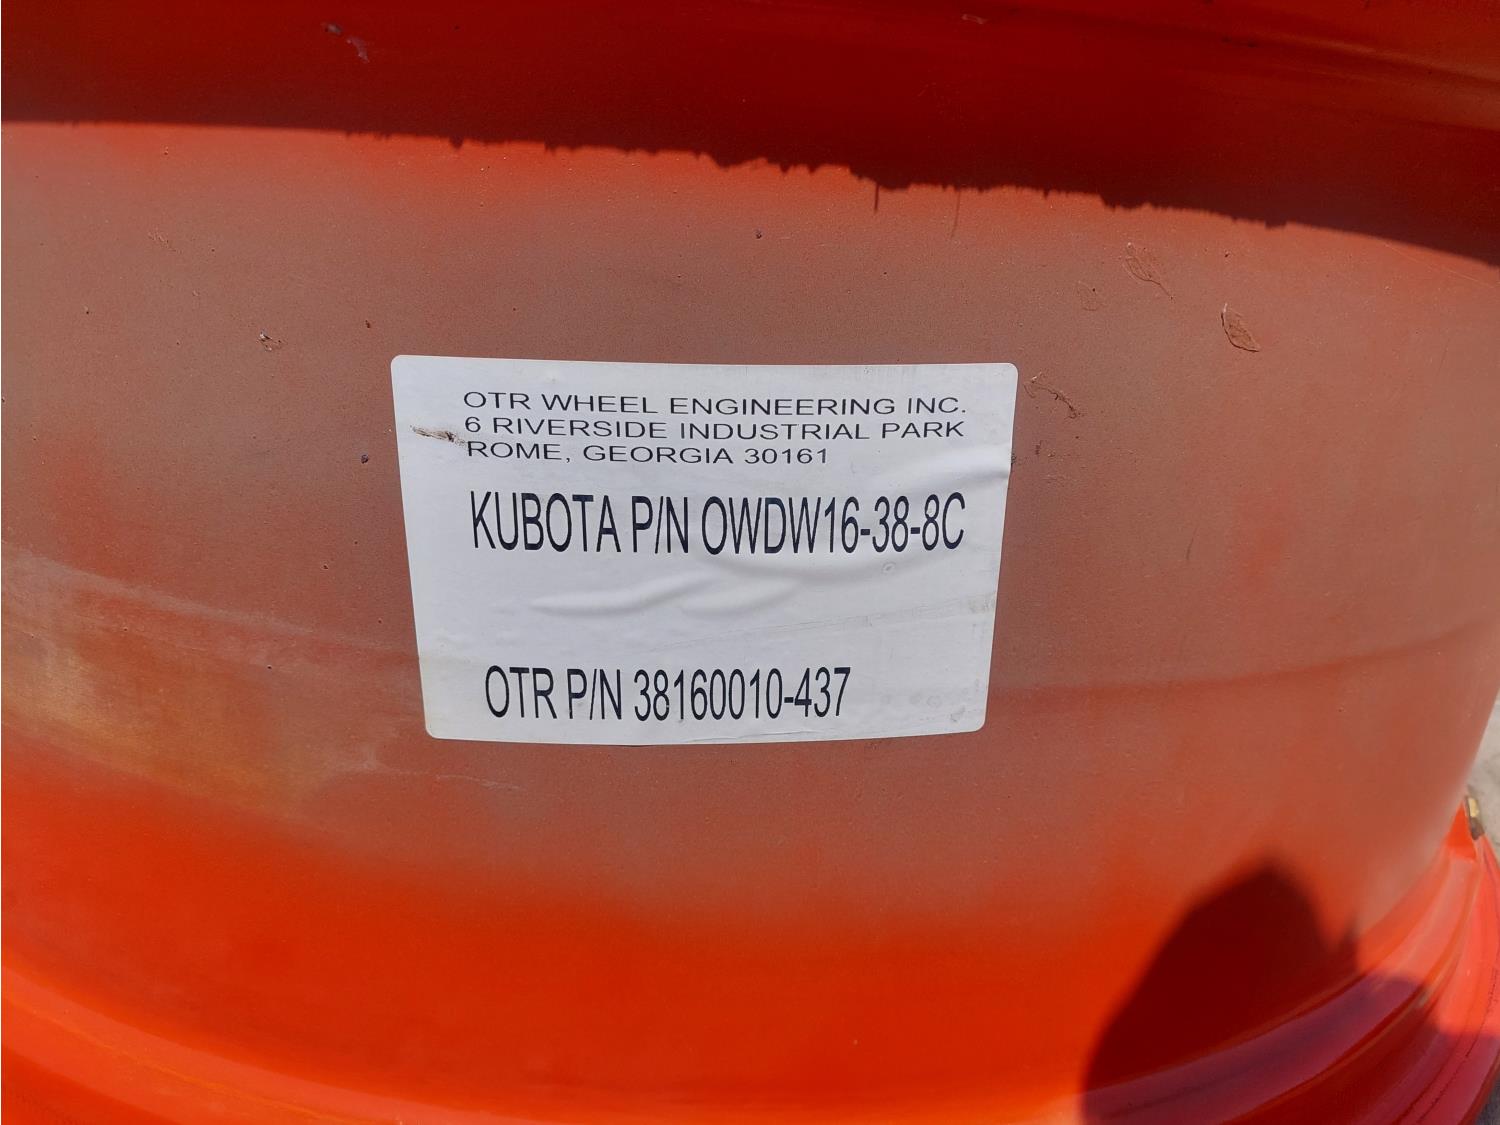 OTR WHEEL ENGINEERING INC.
6 RIVERSIDE INDUSTRIAL PARK
ROME, GEORGIA 30161
KUBOTA P/N OWDW16-38-8C
OTR P/N 38160010-437